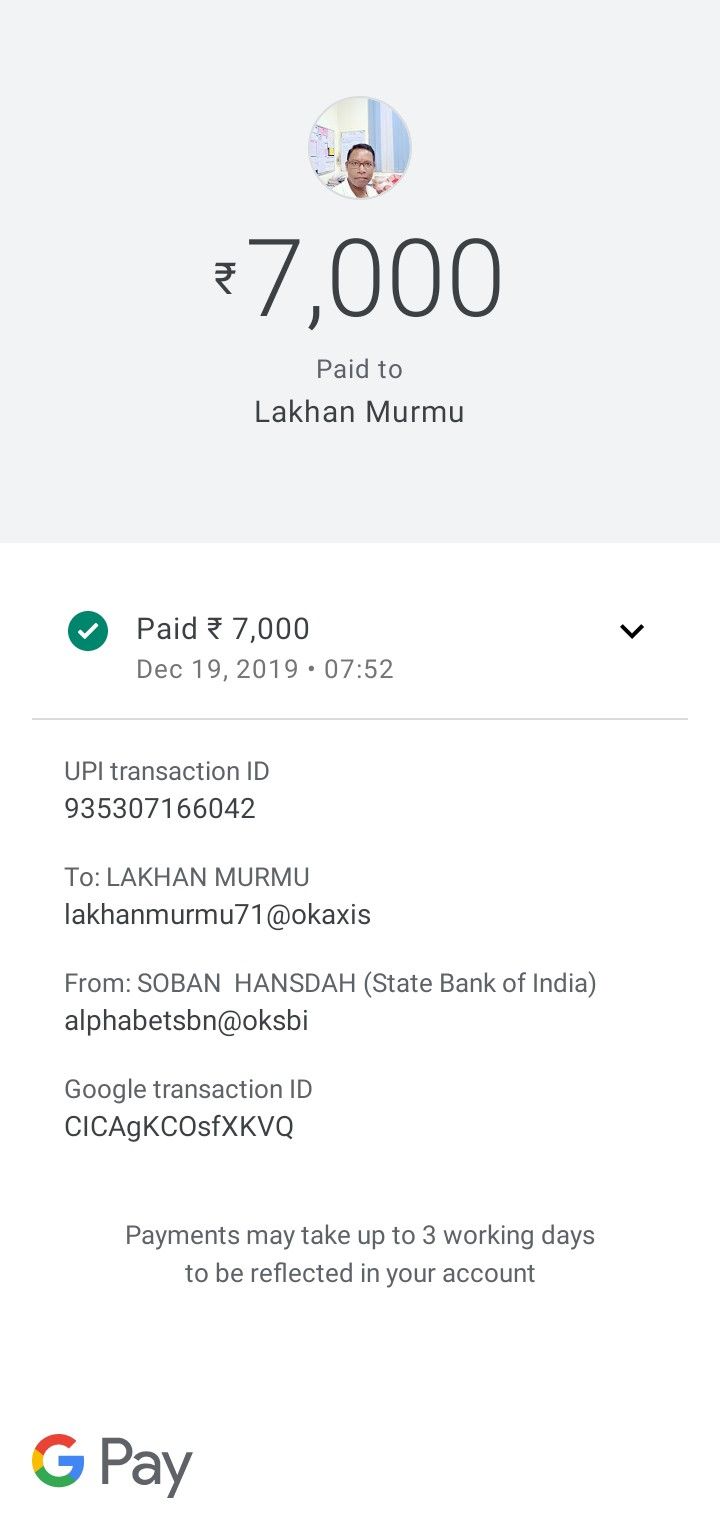 ₹7,000
Paid to
Lakhan Murmu
Paid ₹ 7,000
Dec 19, 2019 • 07:52
UPI transaction ID
935307166042
To: LAKHAN MURMU
lakhanmurmu71@okaxis
From: SOBAN  HANSDAH (State Bank of India)
alphabetsbn@oksbi
Google transaction ID
CICAgKCOsfXKVQ
Payments may take up to 3 working days
to be reflected in your account
G Pay